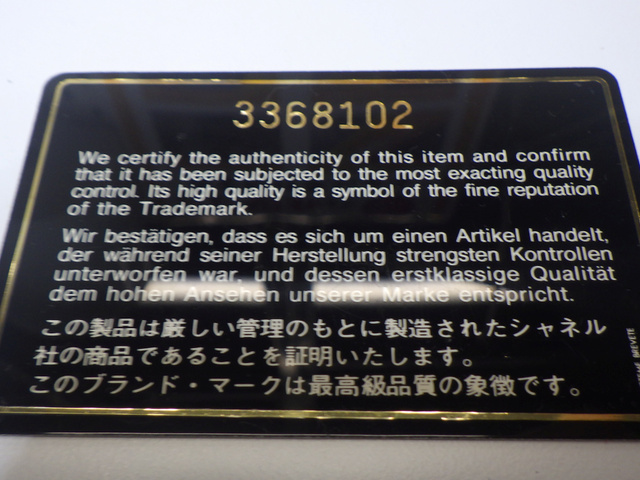 3368102
We certify the authenticity of this item and confirm
that it has been subjected to the most exacting quality
control. Its high quality is a symbol of the fine reputation
of the Trademark.
Wir bestätigen, dass es sich um einen Artikel handelt,
der während seiner Herstellung strengsten Kontrollen
unterworfen war, und dessen erstklassige Qualität
dem hohen Ansehen unserer Marke entspricht.
この製品は厳しい管理のもとに製造されたシャネル
社の商品であることを証明いたします。
このブランド・マークは最高級品質の象徴です。
BREVETE